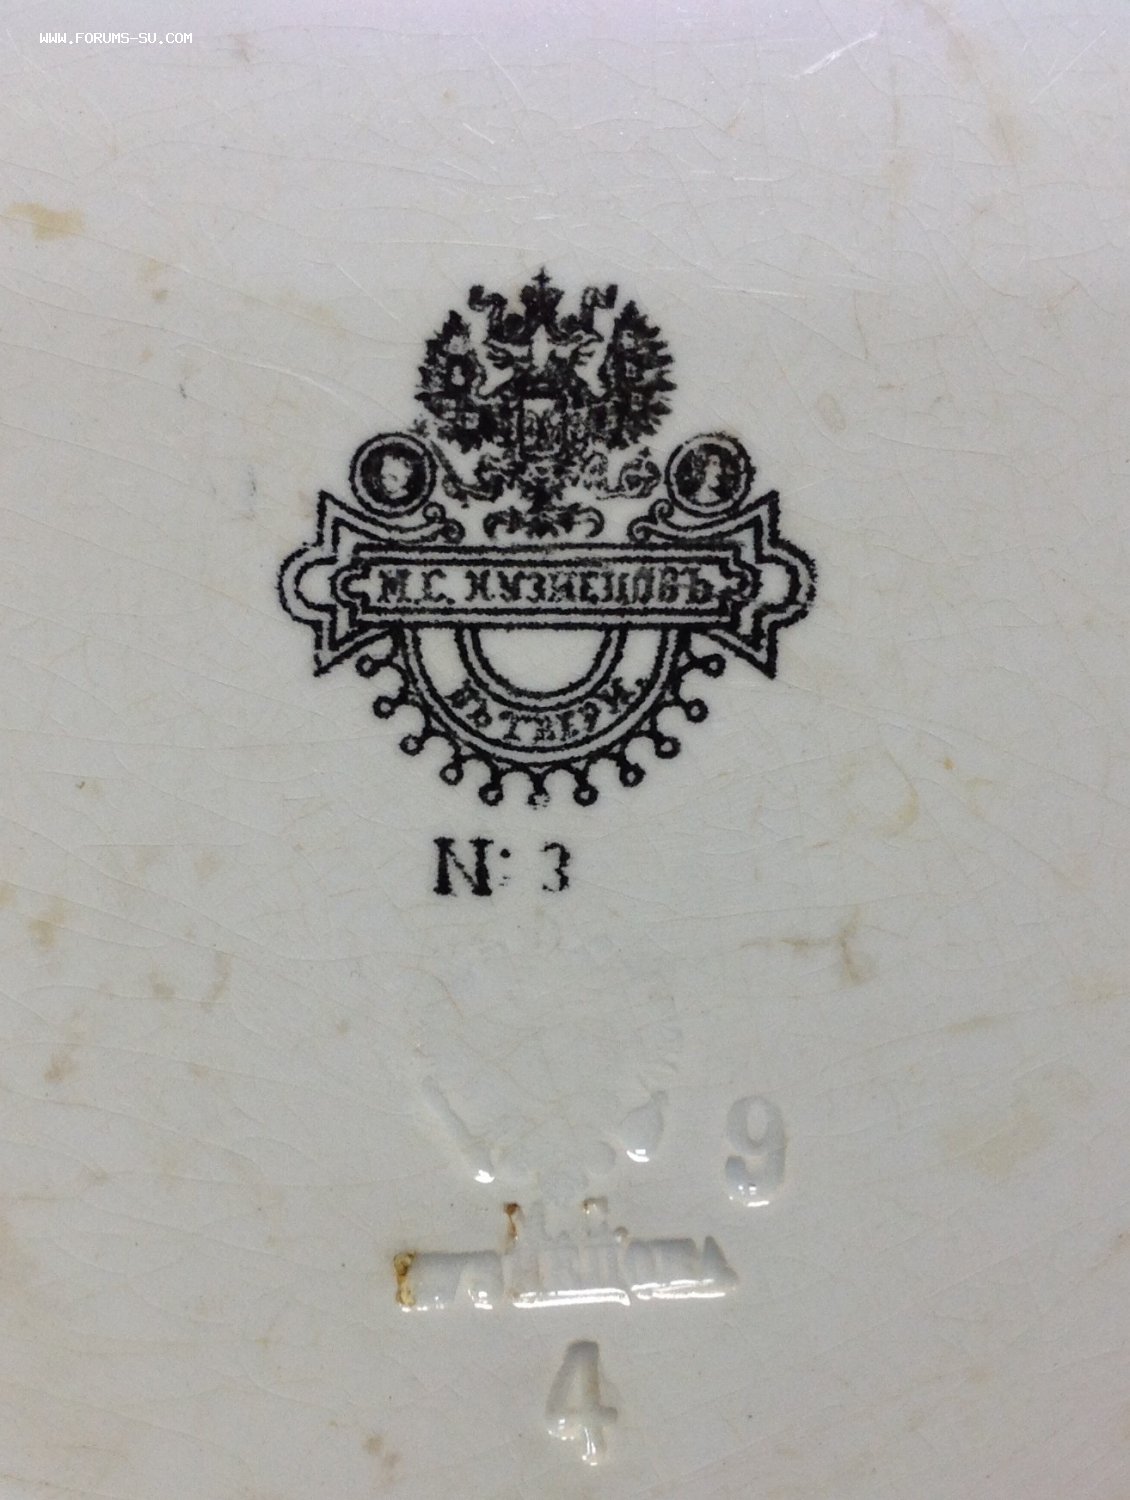 WWW.FORUMS-SU.COM
М.С. КУЗНЕЦОВЪ
ВЪ ТВЕРИ.
N: 3
9
4